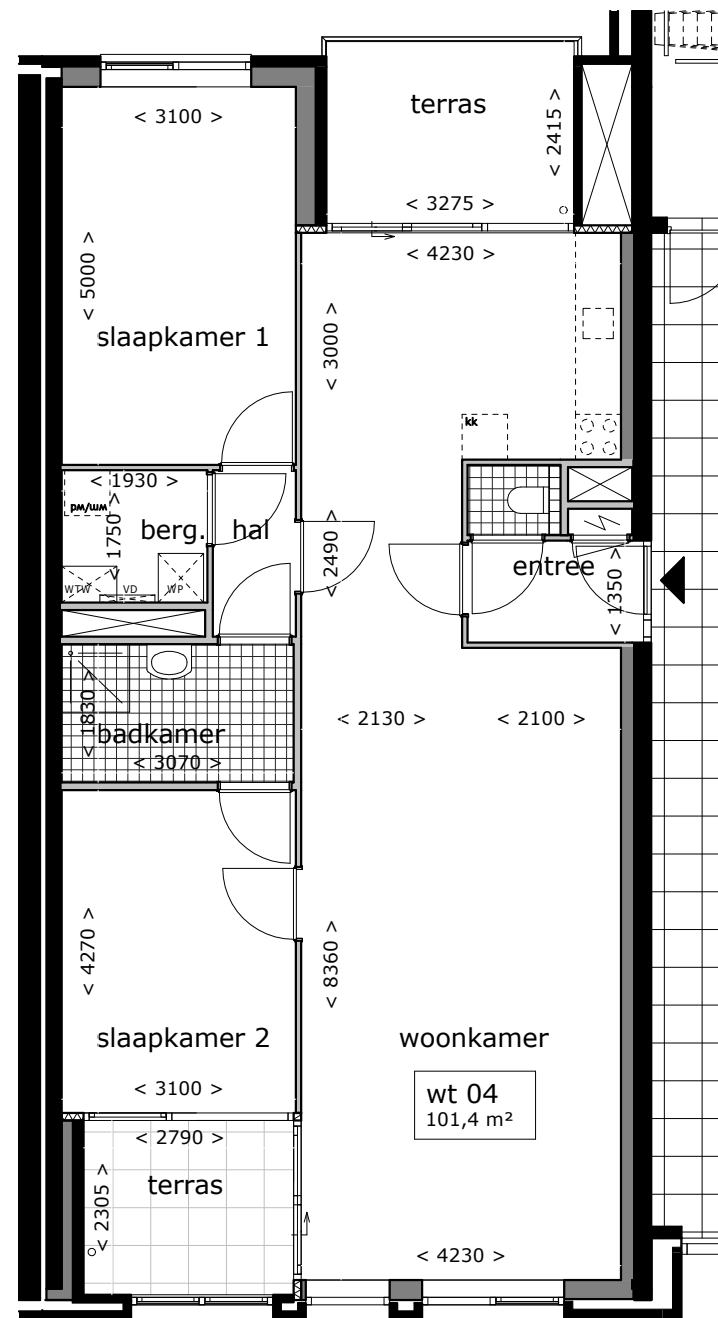 terras
< 3100 >
< 2415 >
< 3275 >
< 4230 >
< 5000 >
< 3000 >
slaapkamer 1
kk
< 1930 >
wm/wd
< 1750 >
berg.
hal
< 2490 >
entree
< 1350 >
WTW
VD
WP
< 1830 >
badkamer
< 3070 >
< 2130 >
< 2100 >
< 4270 >
< 8360 >
slaapkamer 2
woonkamer
< 3100 >
wt 04
101,4 m²
< 2790 >
terras
< 2305 >
< 4230 >